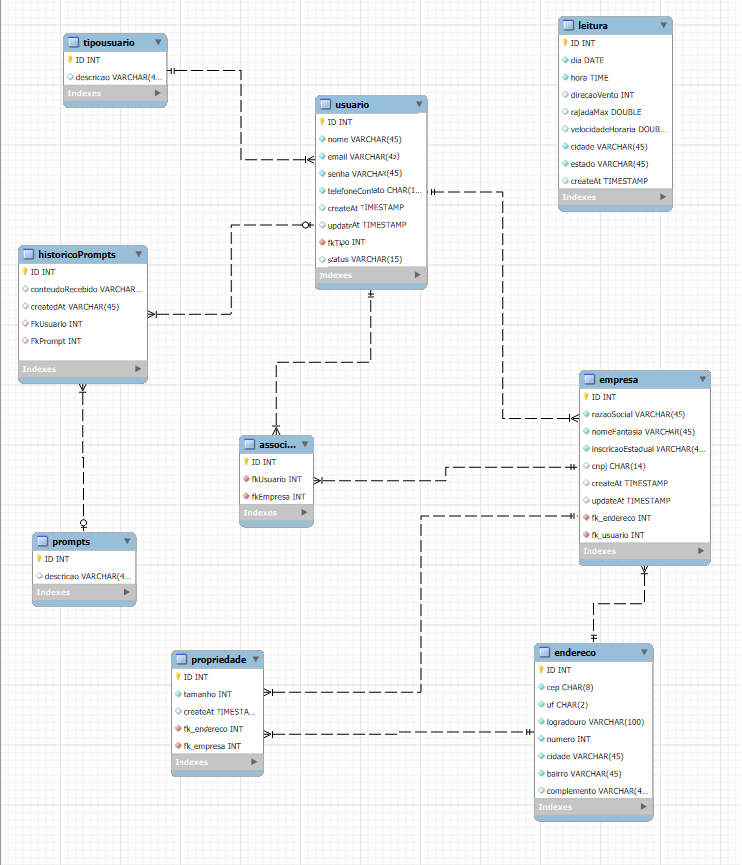 tipousuario
ID INT
descricao VARCHAR(4...
Indexes
leitura
ID INT
dia DATE
hora TIME
direcaoVento INT
rajadaMax DOUBLE
velocidadeHoraria DOUB...
cidade VARCHAR(45)
estado VARCHAR(45)
createAt TIMESTAMP
Indexes
usuario
ID INT
nome VARCHAR(45)
email VARCHAR(45)
senha VARCHAR(45)
telefoneContato CHAR(1...
createAt TIMESTAMP
updateAt TIMESTAMP
fkTipo INT
status VARCHAR(15)
Indexes
historicoPrompts
ID INT
conteudoRecebido VARCHAR...
createdAt VARCHAR(45)
FkUsuario INT
FkPrompt INT
Indexes
empresa
ID INT
razaoSocial VARCHAR(45)
nomeFantasia VARCHAR(45)
inscricaoEstadual VARCHAR(4...
cnpj CHAR(14)
createAt TIMESTAMP
updateAt TIMESTAMP
fk_endereco INT
fk_usuario INT
Indexes
associ...
ID INT
fkUsuario INT
fkEmpresa INT
Indexes
prompts
ID INT
descricao VARCHAR(4...
Indexes
propriedade
ID INT
tamanho INT
createAt TIMESTA...
fk_endereco INT
fk_empresa INT
Indexes
endereco
ID INT
cep CHAR(8)
uf CHAR(2)
logradouro VARCHAR(100)
numero INT
cidade VARCHAR(45)
bairro VARCHAR(45)
complemento VARCHAR(4...
Indexes